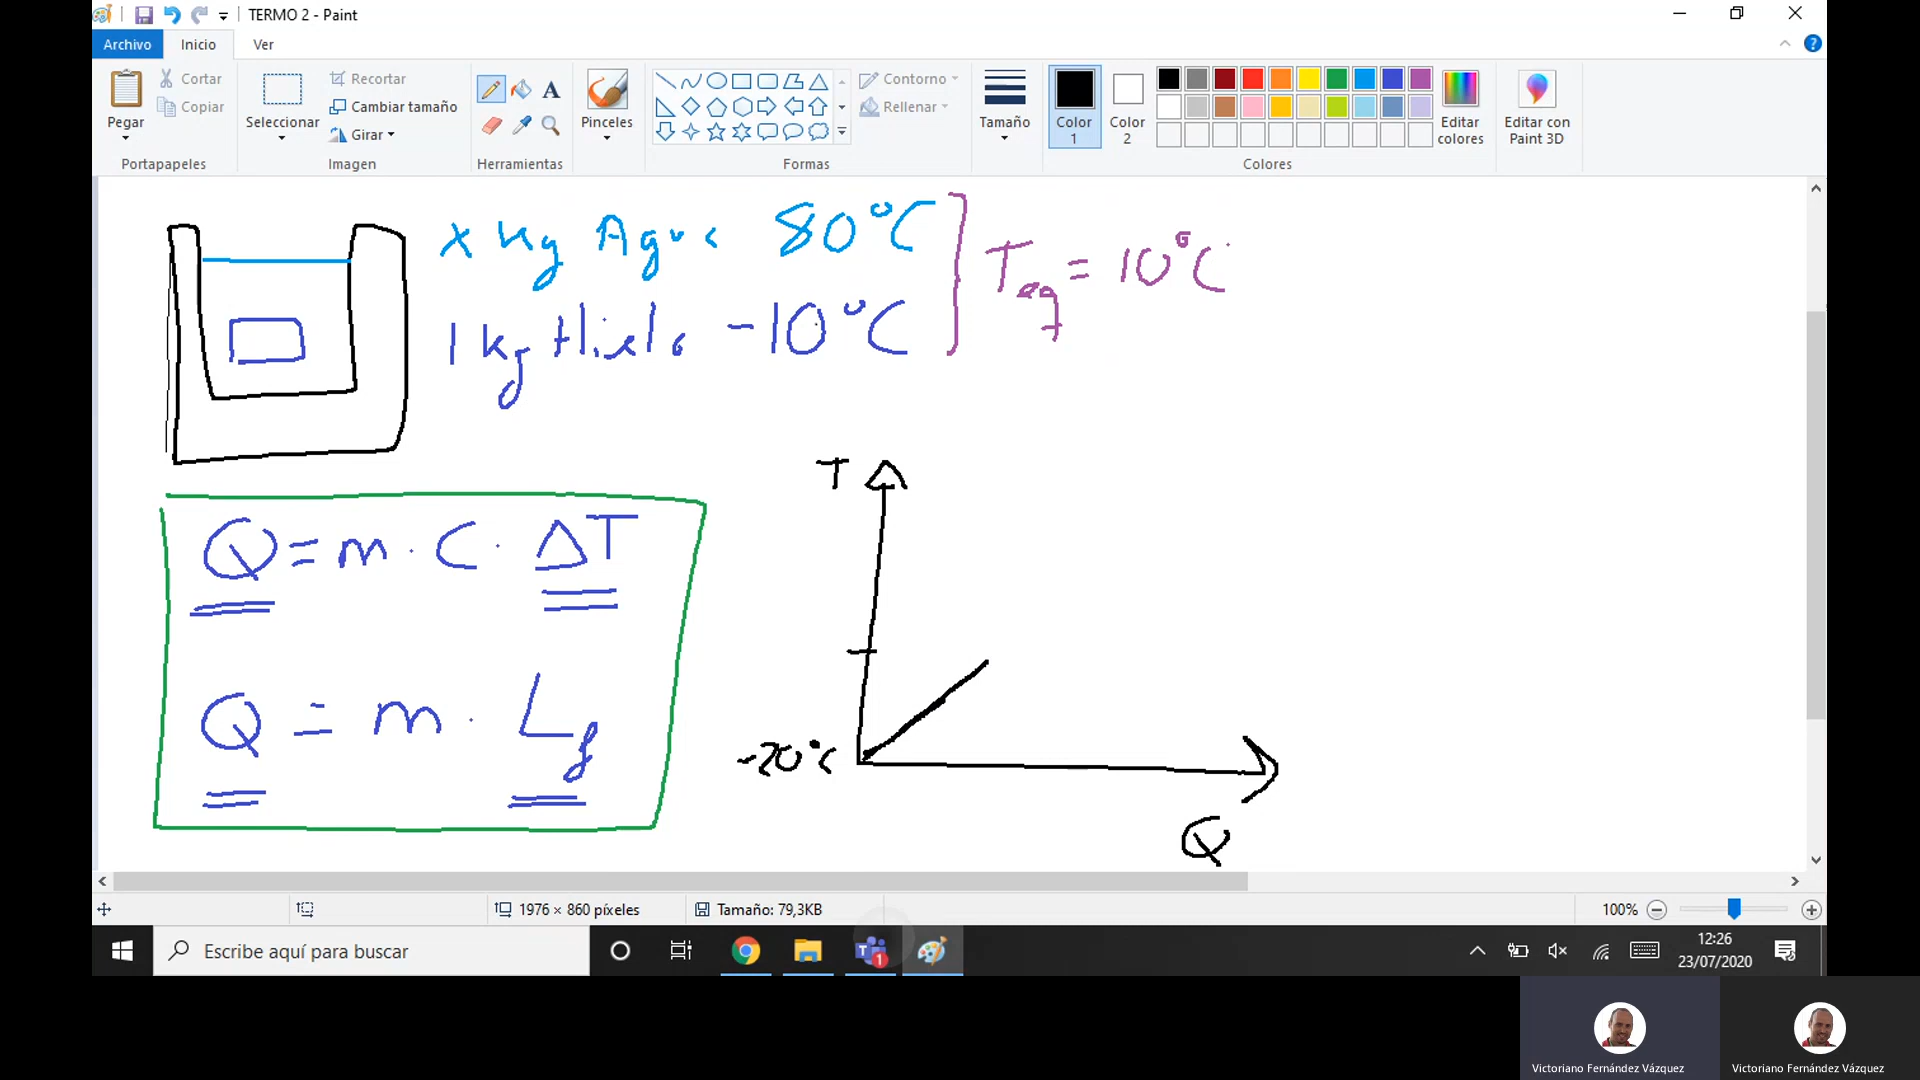 TERMO 2 - Paint
Archivo Inicio Ver
Pegar
Cortar
Copiar
Portapapeles
Seleccionar
Recortar
Cambiar tamaño
Girar
Imagen
A
Herramientas
Pinceles
Contorno
Rellenar
Formas
Tamaño
Color 1
Color 2
Editar colores
Editar con Paint 3D
Colores
x kg Agua 80°C
1 kg Hielo -10°C
Teq = 10°C
Q = m · C · ΔT
Q = m · Lf
T
-20°C
Q
1976 × 860 píxeles
Tamaño: 79,3KB
100%
Escribe aquí para buscar
1
12:26
23/07/2020
Victoriano Fernández Vázquez
Victoriano Fernández Vázquez